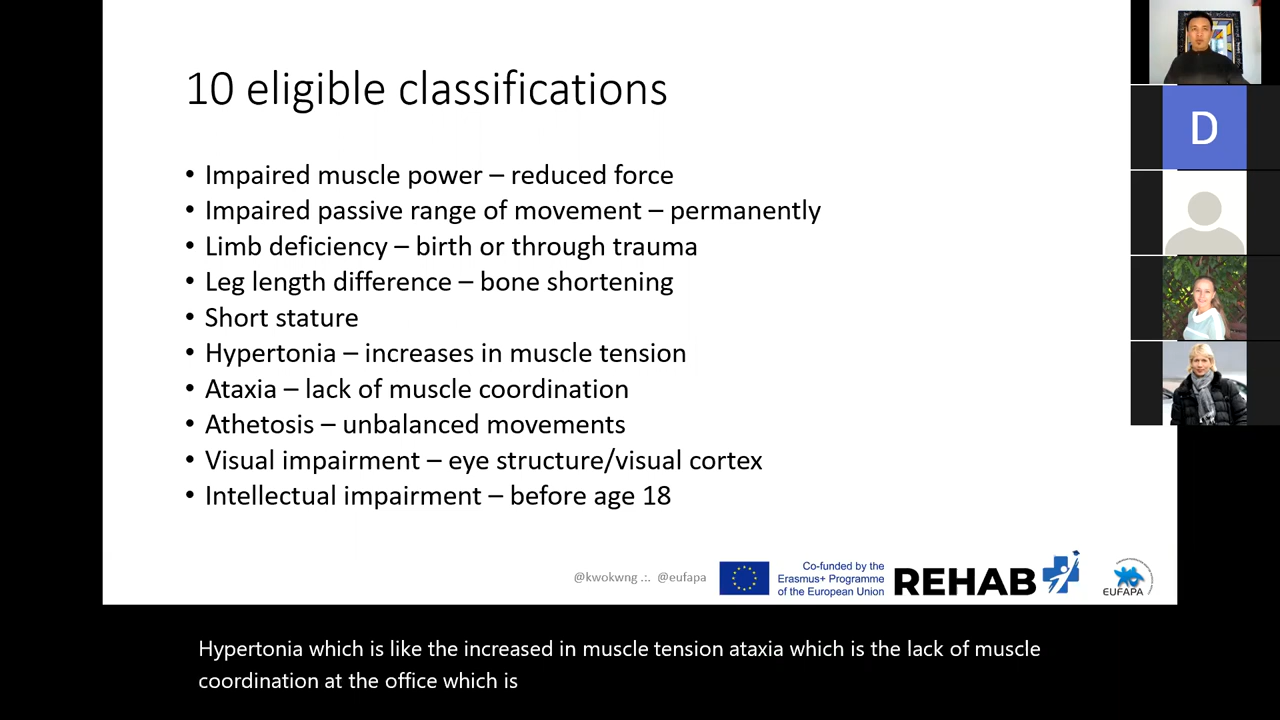 10 eligible classifications
• Impaired muscle power – reduced force
• Impaired passive range of movement – permanently
• Limb deficiency – birth or through trauma
• Leg length difference – bone shortening
• Short stature
• Hypertonia – increases in muscle tension
• Ataxia – lack of muscle coordination
• Athetosis – unbalanced movements
• Visual impairment – eye structure/visual cortex
• Intellectual impairment – before age 18
@kwokwng .:. @eufapa
Co-funded by the
Erasmus+ Programme
of the European Union
REHAB
EUFAPA
D
Hypertonia which is like the increased in muscle tension ataxia which is the lack of muscle
coordination at the office which is